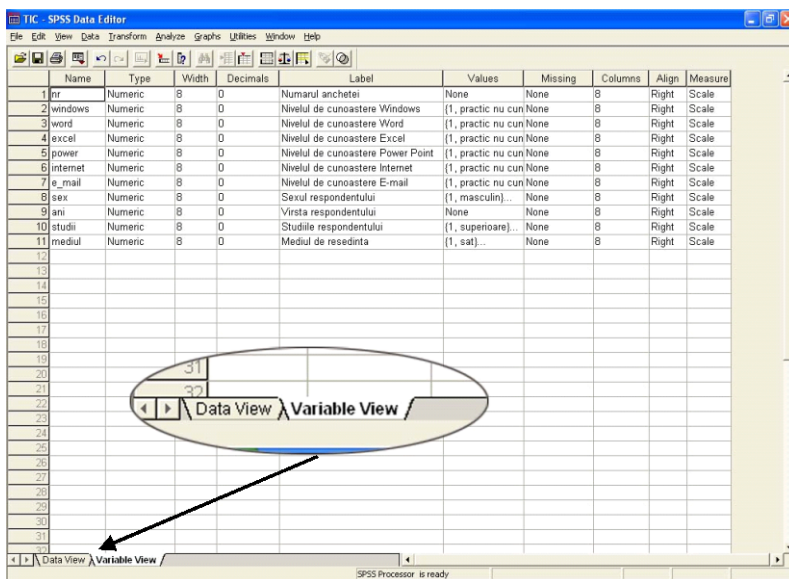 TIC - SPSS Data Editor
File Edit View Data Transform Analyze Graphs Utilities Window Help
Name Type Width Decimals Label Values Missing Columns Align Measure
1 nr Numeric 8 0 Numarul anchetei None None 8 Right Scale
2 windows Numeric 8 0 Nivelul de cunoastere Windows {1, practic nu cun None 8 Right Scale
3 word Numeric 8 0 Nivelul de cunoastere Word {1, practic nu cun None 8 Right Scale
4 excel Numeric 8 0 Nivelul de cunoastere Excel {1, practic nu cun None 8 Right Scale
5 power Numeric 8 0 Nivelul de cunoastere Power Point {1, practic nu cun None 8 Right Scale
6 internet Numeric 8 0 Nivelul de cunoastere Internet {1, practic nu cun None 8 Right Scale
7 e_mail Numeric 8 0 Nivelul de cunoastere E-mail {1, practic nu cun None 8 Right Scale
8 sex Numeric 8 0 Sexul respondentului {1, masculin}... None 8 Right Scale
9 ani Numeric 8 0 Virsta respondentului None None 8 Right Scale
10 studii Numeric 8 0 Studiile respondentului {1, superioare}... None 8 Right Scale
11 mediul Numeric 8 0 Mediul de resedinta {1, sat}... None 8 Right Scale
12
13
14
15
16
17
18
19
20
21
22
23
24
25
26
27
28
29
30
31
32
31
32
Data View Variable View
Data View Variable View
SPSS Processor is ready